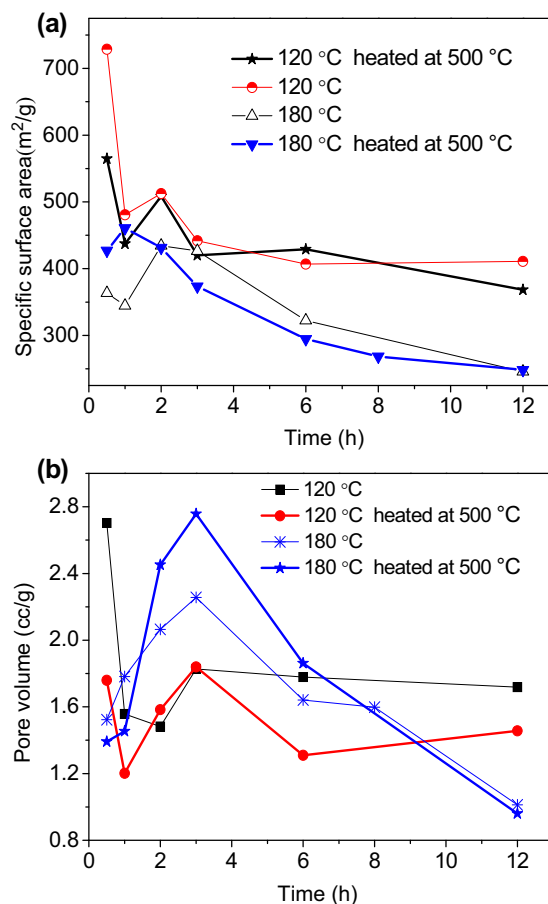 (a)
120 °C heated at 500 °C
120 °C
180 °C
180 °C heated at 500 °C
Specific surface area(m²/g)
700
600
500
400
300
0 2 4 6 8 10 12
Time (h)
(b)
120 °C
120 °C heated at 500 °C
180 °C
180 °C heated at 500 °C
Pore volume (cc/g)
2.8
2.4
2.0
1.6
1.2
0.8
0 2 4 6 8 10 12
Time (h)